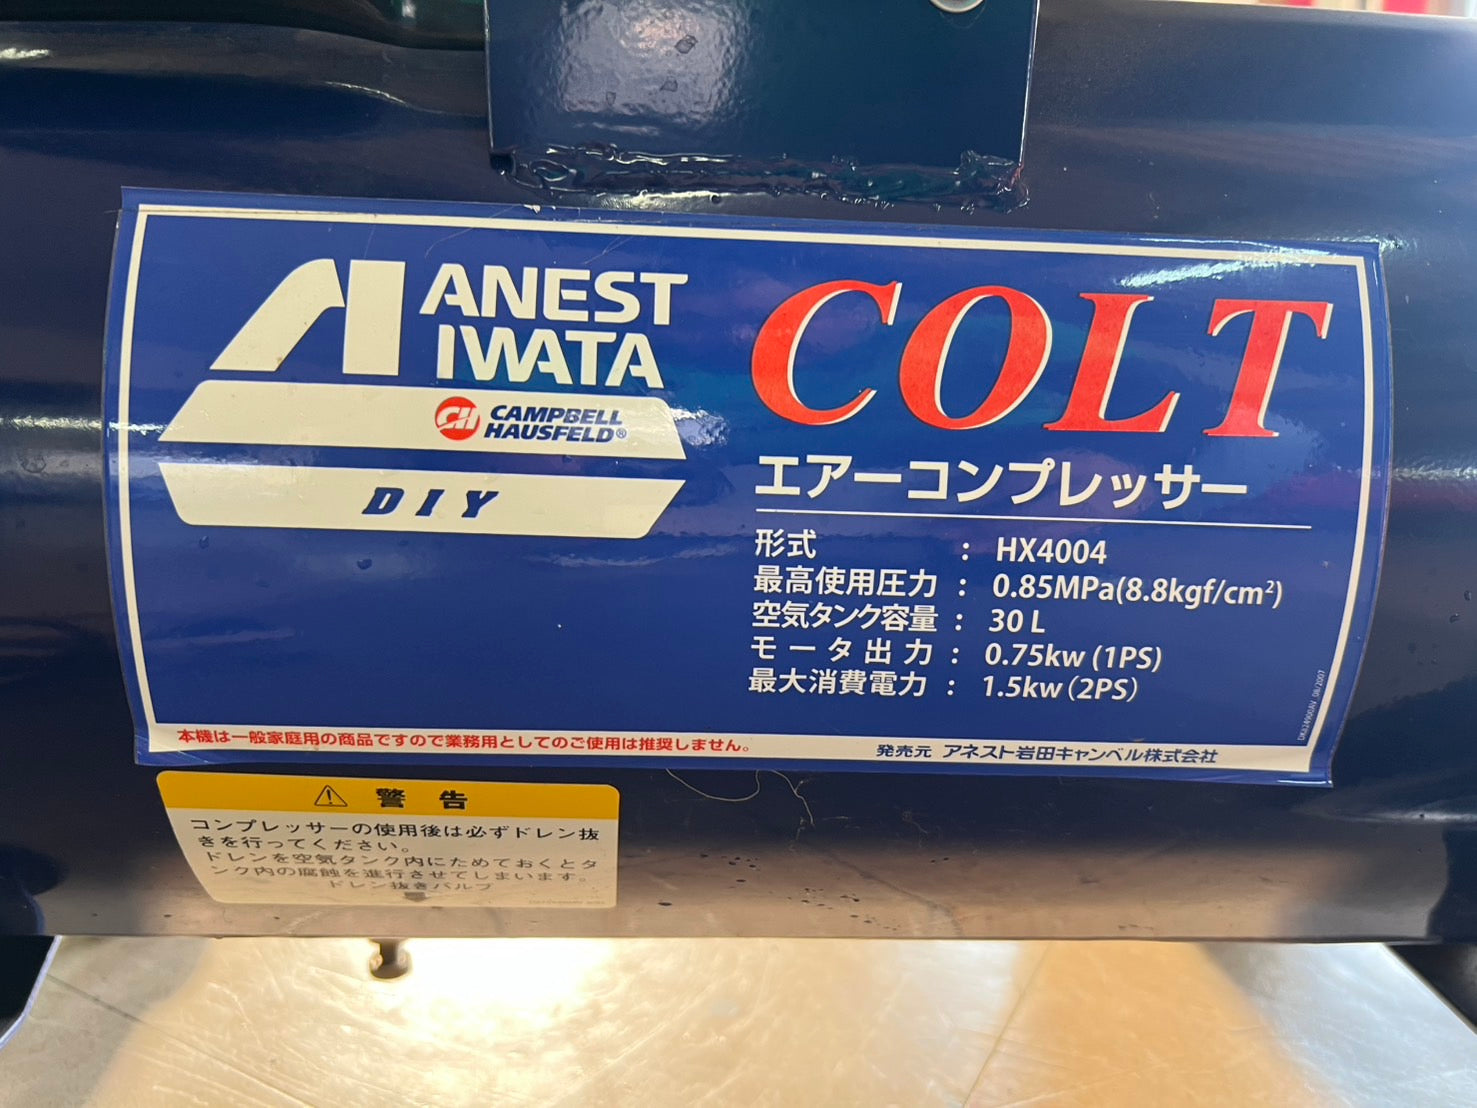 ANEST
IWATA
CH CAMPBELL
HAUSFELD®
DIY
COLT
エアーコンプレッサー
形式 : HX4004
最高使用圧力 : 0.85MPa(8.8kgf/cm²)
空気タンク容量 : 30 L
モータ出力 : 0.75kw (1PS)
最大消費電力 : 1.5kw (2PS)
本機は一般家庭用の商品ですので業務用としてのご使用は推奨しません。
発売元 アネスト岩田キャンベル株式会社
08/2007
警告
コンプレッサーの使用後は必ずドレン抜
きを行ってください。
ドレンを空気タンク内にためておくとタ
ンク内の腐蝕を進行させてしまいます。
ドレン抜きバルブ